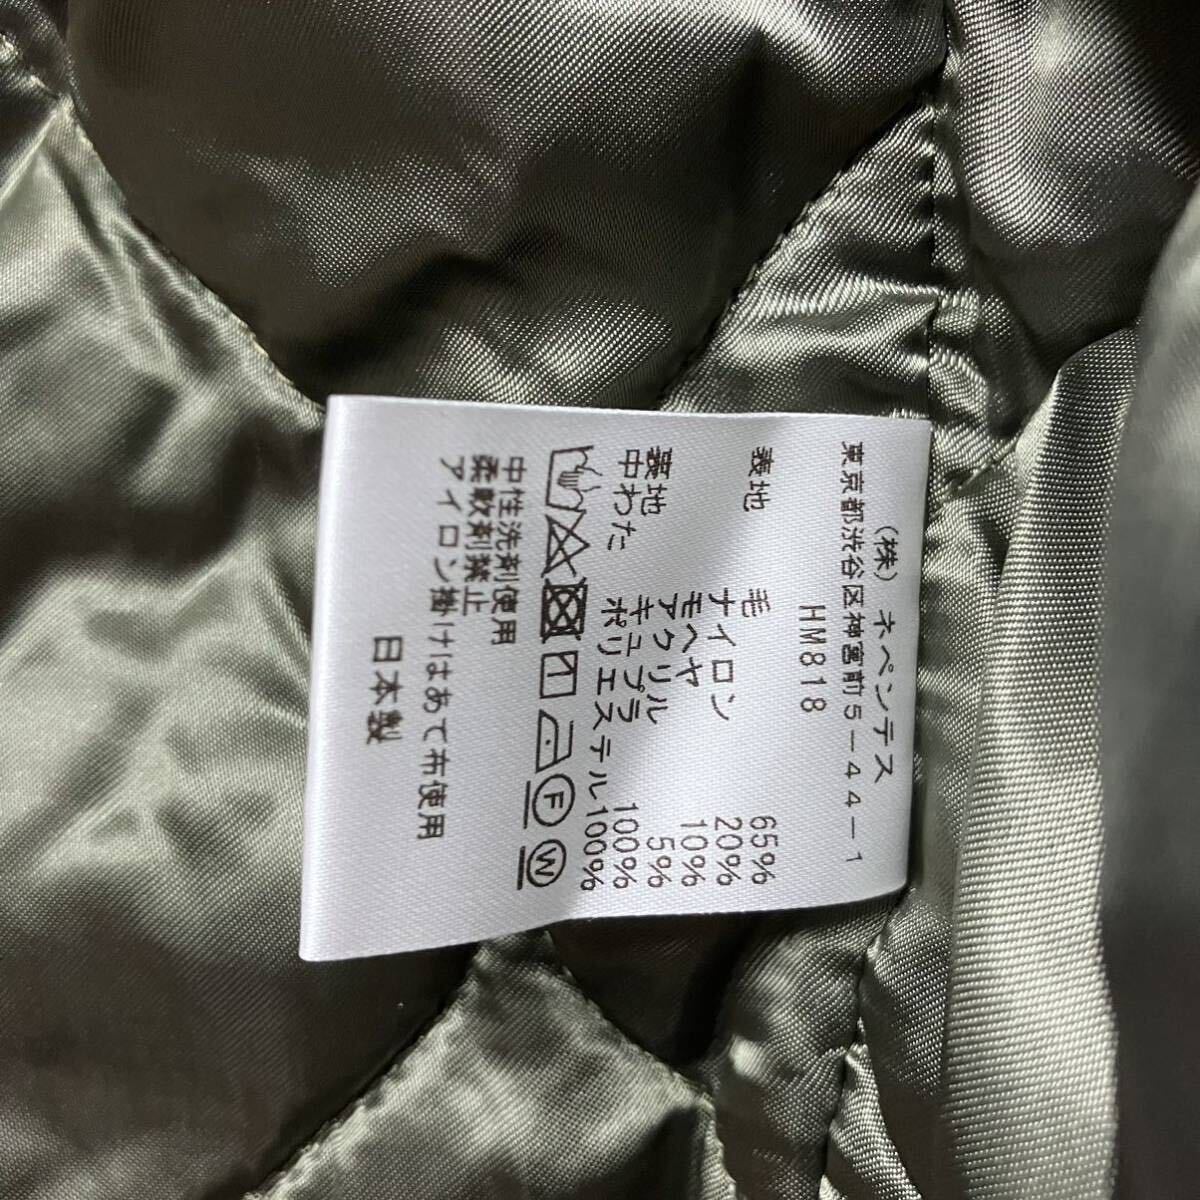 (株) ネペンテス
東京都渋谷区神宮前5－44－1
HM818
表地 毛 65%
ナイロン 20%
モヘヤ 10%
アクリル 5%
裏地 キュプラ 100%
中わた ポリエステル100%
F W
中性洗剤使用
柔軟剤禁止
アイロン掛けはあて布使用
日本製